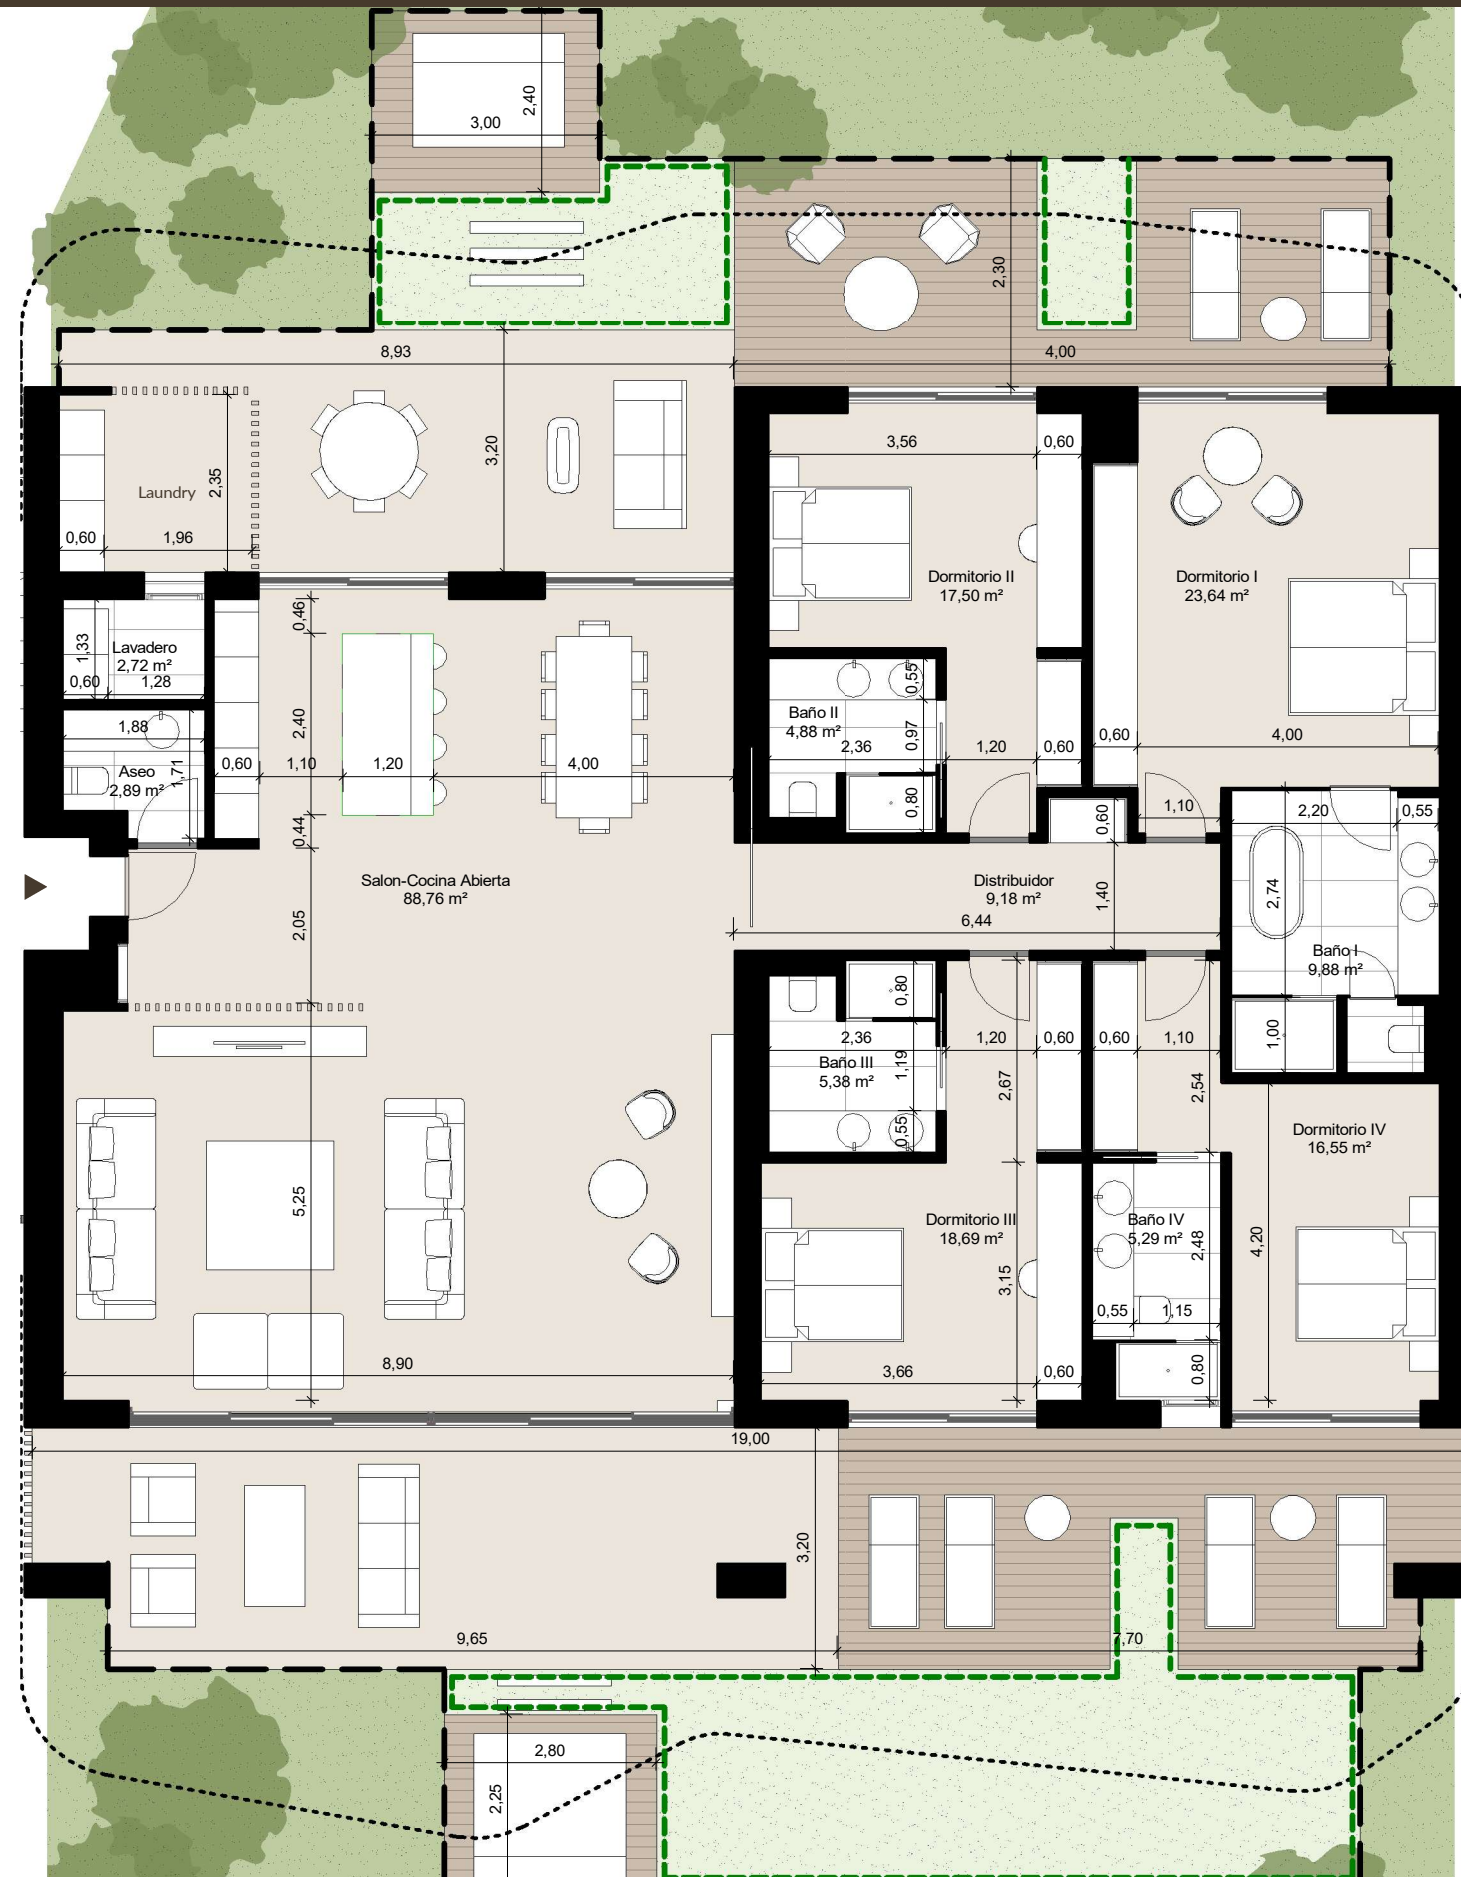 2,40
3,00
2,30
8,93
4,00
3,20
2,35
Laundry
0,60
1,96
3,56
0,60
Dormitorio II
17,50 m²
Dormitorio I
23,64 m²
0,46
1,33
Lavadero
2,72 m²
0,60
1,28
2,40
1,88
Aseo
2,89 m²
1,71
0,60
1,10
1,20
4,00
0,44
0,55
Baño II
4,88 m²
0,97
2,36
1,20
0,60
0,80
0,60
4,00
0,60
1,10
2,20
0,55
Salon-Cocina Abierta
88,76 m²
2,05
Distribuidor
9,18 m²
6,44
1,40
2,74
Baño I
9,88 m²
1,00
0,80
2,36
1,19
Baño III
5,38 m²
0,55
1,20
0,60
0,60
1,10
2,67
2,54
Dormitorio IV
16,55 m²
5,25
Dormitorio III
18,69 m²
3,15
Baño IV
5,29 m²
2,48
4,20
0,55
1,15
8,90
3,66
0,60
0,80
19,00
3,20
9,65
7,70
2,80
2,25